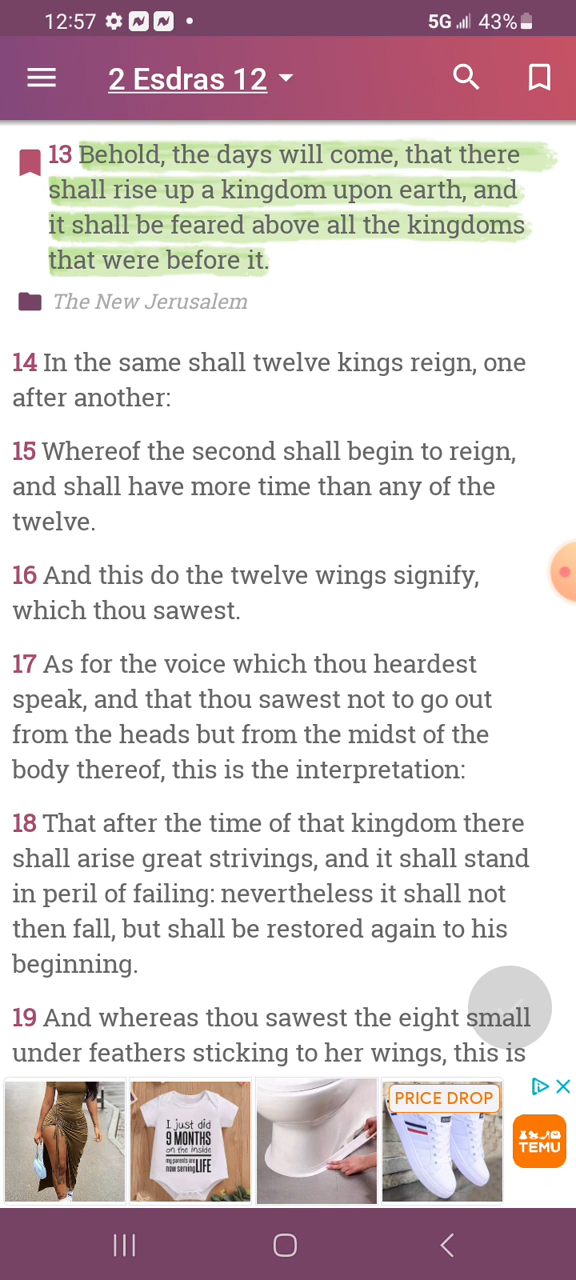 12:57
5G 43%
2 Esdras 12
13 Behold, the days will come, that there
shall rise up a kingdom upon earth, and
it shall be feared above all the kingdoms
that were before it.
The New Jerusalem
14 In the same shall twelve kings reign, one
after another:
15 Whereof the second shall begin to reign,
and shall have more time than any of the
twelve.
16 And this do the twelve wings signify,
which thou sawest.
17 As for the voice which thou heardest
speak, and that thou sawest not to go out
from the heads but from the midst of the
body thereof, this is the interpretation:
18 That after the time of that kingdom there
shall arise great strivings, and it shall stand
in peril of failing: nevertheless it shall not
then fall, but shall be restored again to his
beginning.
19 And whereas thou sawest the eight small
under feathers sticking to her wings, this is
I just did
9 MONTHS
on the inside
my parents are
now serving LIFE
PRICE DROP
TEMU